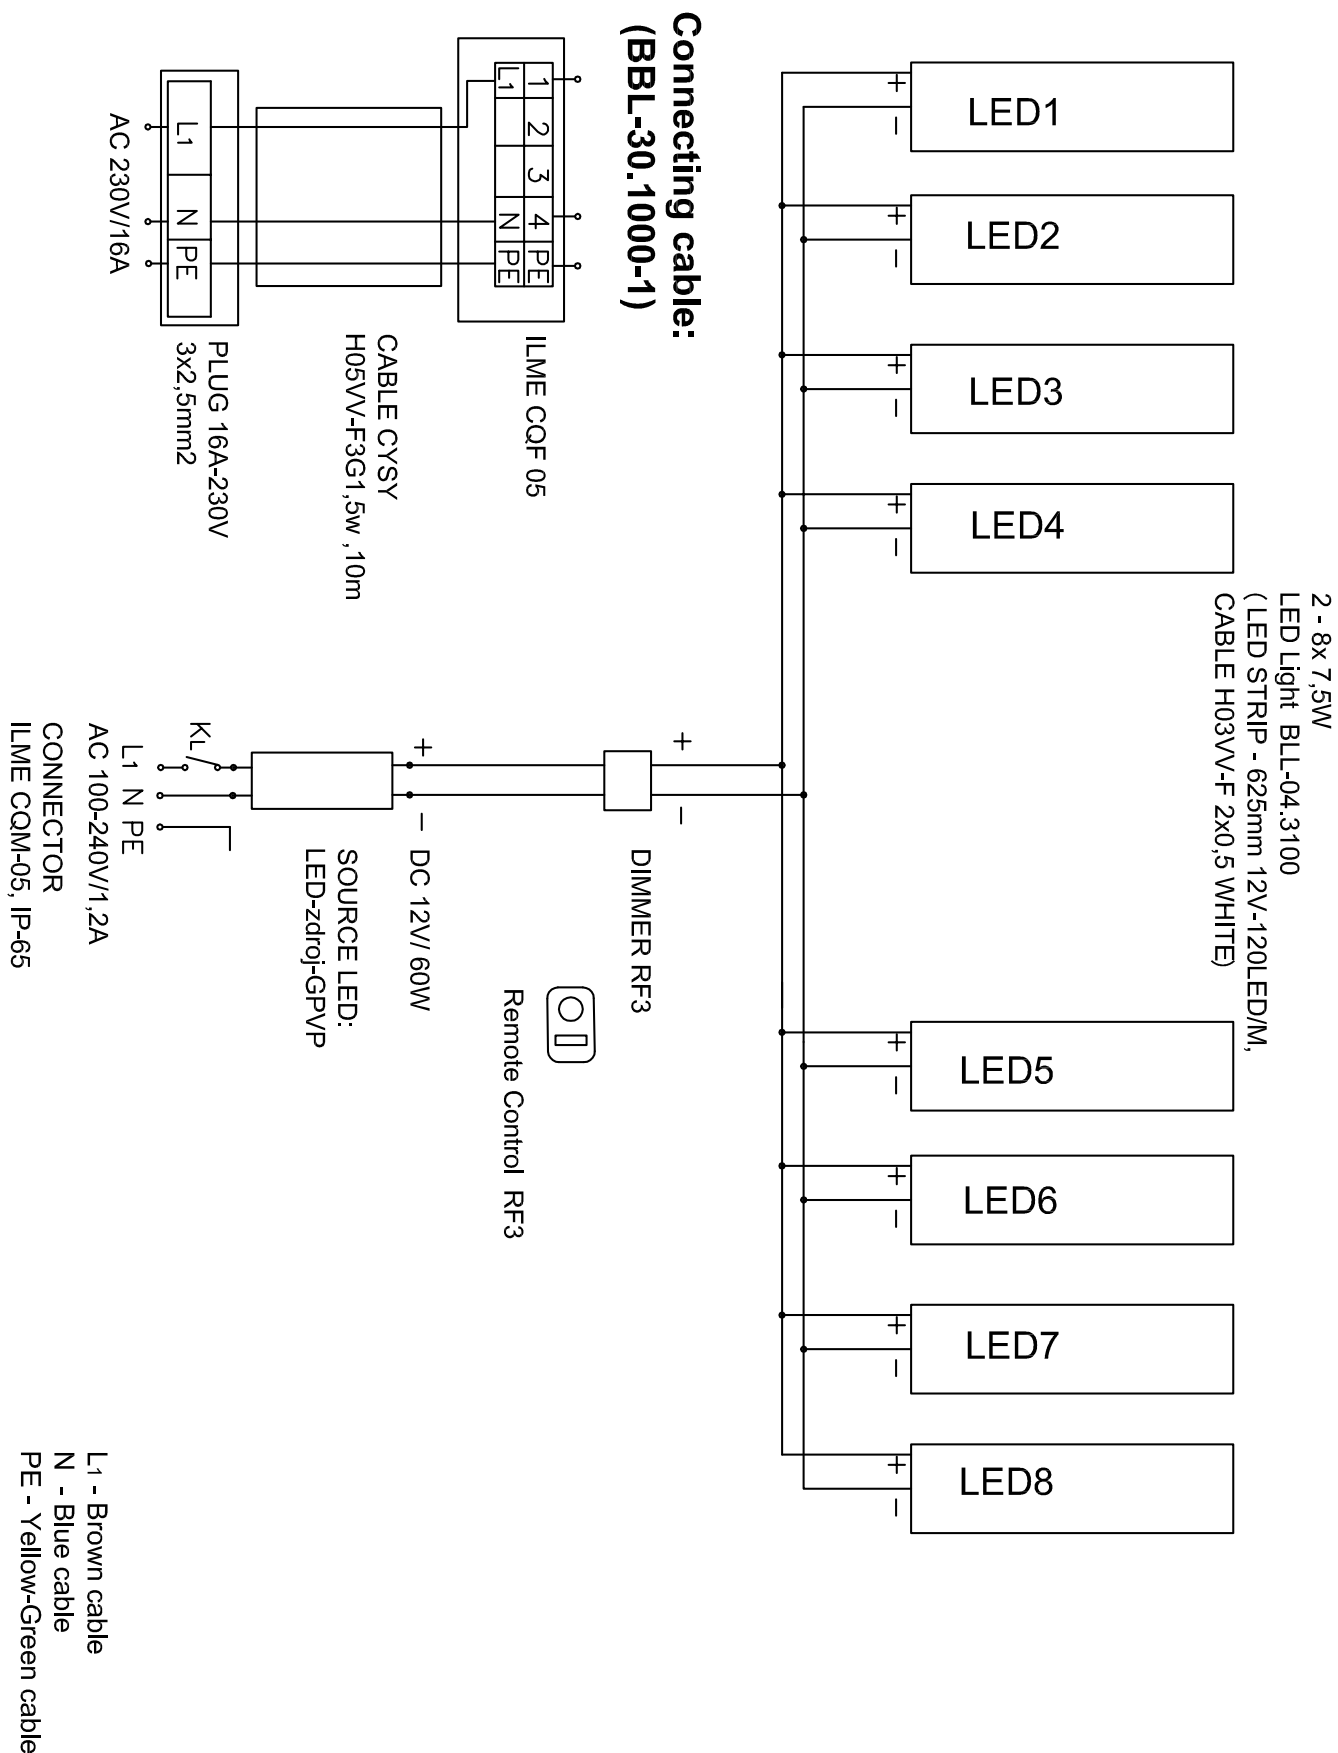 2 - 8x 7,5W
LED Light BLL-04.3100
( LED STRIP - 625mm 12V-120LED/M,
CABLE H03VV-F 2x0,5 WHITE)
LED1
+
−
LED2
+
−
LED3
+
−
LED4
+
−
LED5
+
−
LED6
+
−
LED7
+
−
LED8
+
−
Connecting cable:
(BBL-30.1000-1)
1 2 3 4 PE
L1 N PE
ILME CQF 05
CABLE CYSY
H05VV-F3G1,5w ,10m
L1 N PE
PLUG 16A-230V
3x2,5mm2
AC 230V/16A
+
−
DIMMER RF3
Remote Control RF3
+
− DC 12V/ 60W
SOURCE LED:
LED-zdroj-GPVP
KL
L1 N PE
AC 100-240V/1,2A
CONNECTOR
ILME CQM-05, IP-65
L1 - Brown cable
N - Blue cable
PE - Yellow-Green cable